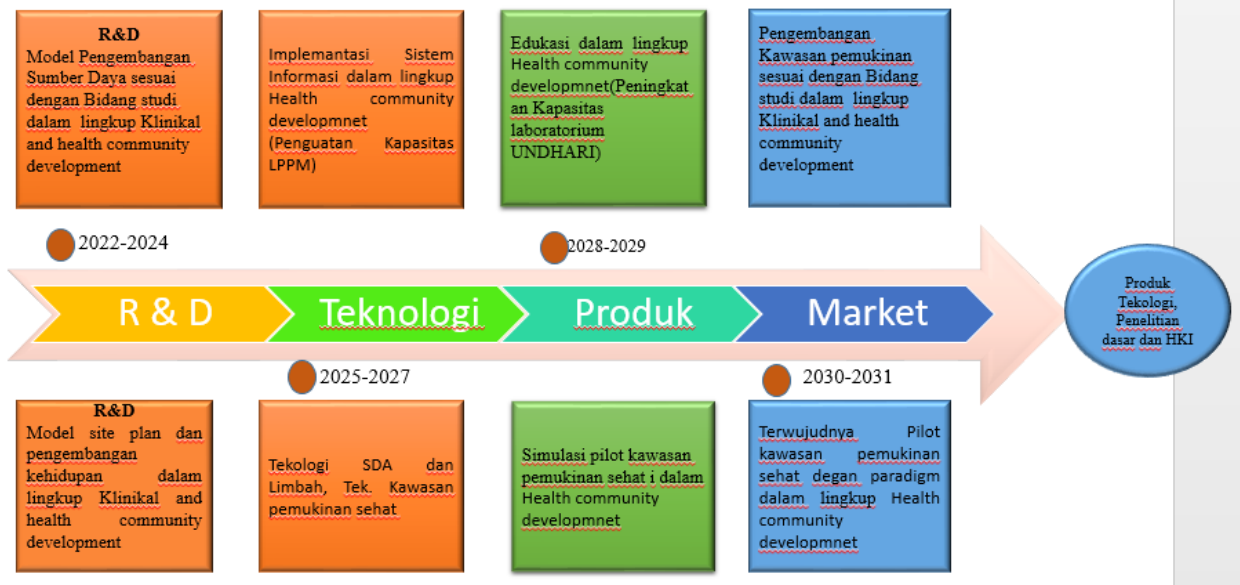 R&D
Model Pengembangan
Sumber Daya sesuai
dengan Bidang studi
dalam lingkup Klinikal
and health community
development
Implemantasi Sistem
Informasi dalam lingkup
Health community
developmnet
(Penguatan Kapasitas
LPPM)
Edukasi dalam lingkup
Health community
developmnet(Peningkat
an Kapasitas
laboratorium
UNDHARI)
Pengembangan
Kawasan pemukinan
sesuai dengan Bidang
studi dalam lingkup
Klinikal and health
community
development
2022-2024
2028-2029
R & D
Teknologi
Produk
Market
Produk
Tekologi,
Penelitian
dasar dan HKI
2025-2027
2030-2031
R&D
Model site plan dan
pengembangan
kehidupan dalam
lingkup Klinikal and
health community
development
Tekologi SDA dan
Limbah, Tek. Kawasan
pemukinan sehat
Simulasi pilot kawasan
pemukinan sehat i dalam
Health community
developmnet
Terwujudnya Pilot
kawasan pemukinan
sehat degan paradigm
dalam lingkup Health
community
developmnet